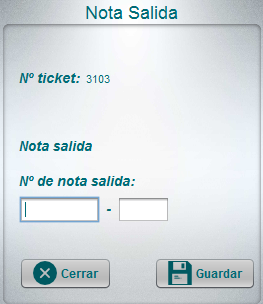 Nota Salida
Nº ticket: 3103
Nota salida
Nº de nota salida:
-
Cerrar Guardar